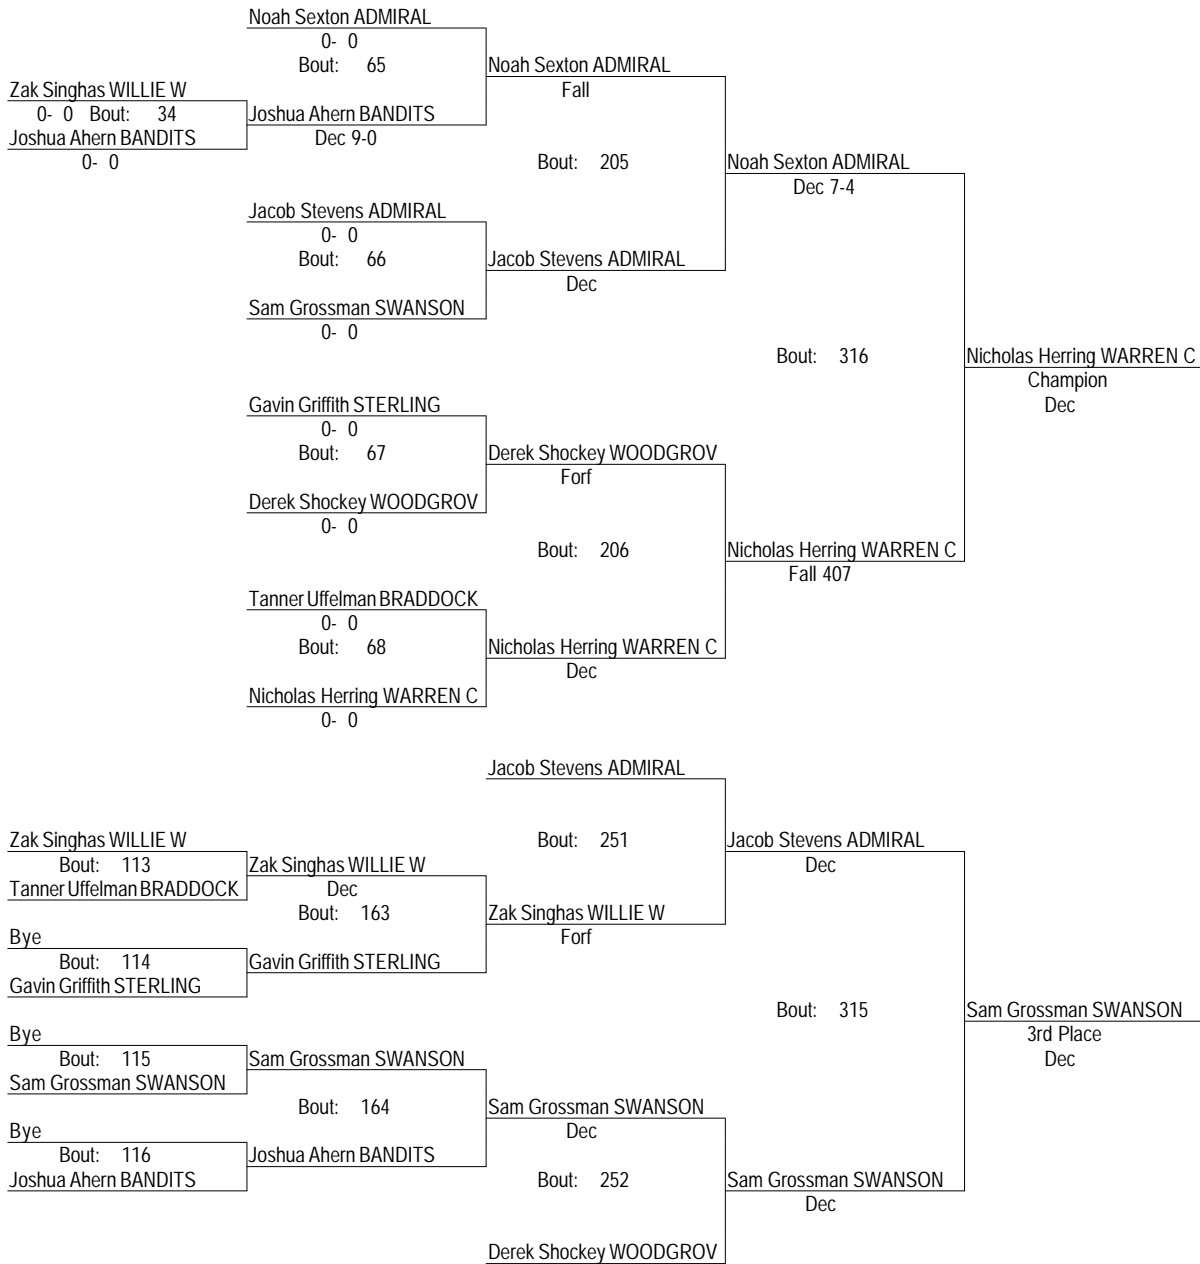 Noah Sexton ADMIRAL
0- 0
Bout: 65
Noah Sexton ADMIRAL
Fall
Zak Singhas WILLIE W
0- 0 Bout: 34
Joshua Ahern BANDITS
Joshua Ahern BANDITS
Dec 9-0
0- 0
Bout: 205
Noah Sexton ADMIRAL
Dec 7-4
Jacob Stevens ADMIRAL
0- 0
Bout: 66
Jacob Stevens ADMIRAL
Dec
Sam Grossman SWANSON
0- 0
Bout: 316
Nicholas Herring WARREN C
Champion
Dec
Gavin Griffith STERLING
0- 0
Bout: 67
Derek Shockey WOODGROV
Forf
Derek Shockey WOODGROV
0- 0
Bout: 206
Nicholas Herring WARREN C
Fall 407
Tanner Uffelman BRADDOCK
0- 0
Bout: 68
Nicholas Herring WARREN C
Dec
Nicholas Herring WARREN C
0- 0
Jacob Stevens ADMIRAL
Bout: 251
Jacob Stevens ADMIRAL
Dec
Zak Singhas WILLIE W
Bout: 113
Tanner Uffelman BRADDOCK
Zak Singhas WILLIE W
Dec
Bout: 163
Zak Singhas WILLIE W
Forf
Bye
Bout: 114
Gavin Griffith STERLING
Gavin Griffith STERLING
Bout: 315
Sam Grossman SWANSON
3rd Place
Dec
Bye
Bout: 115
Sam Grossman SWANSON
Sam Grossman SWANSON
Bout: 164
Sam Grossman SWANSON
Dec
Bye
Bout: 116
Joshua Ahern BANDITS
Joshua Ahern BANDITS
Bout: 252
Sam Grossman SWANSON
Dec
Derek Shockey WOODGROV